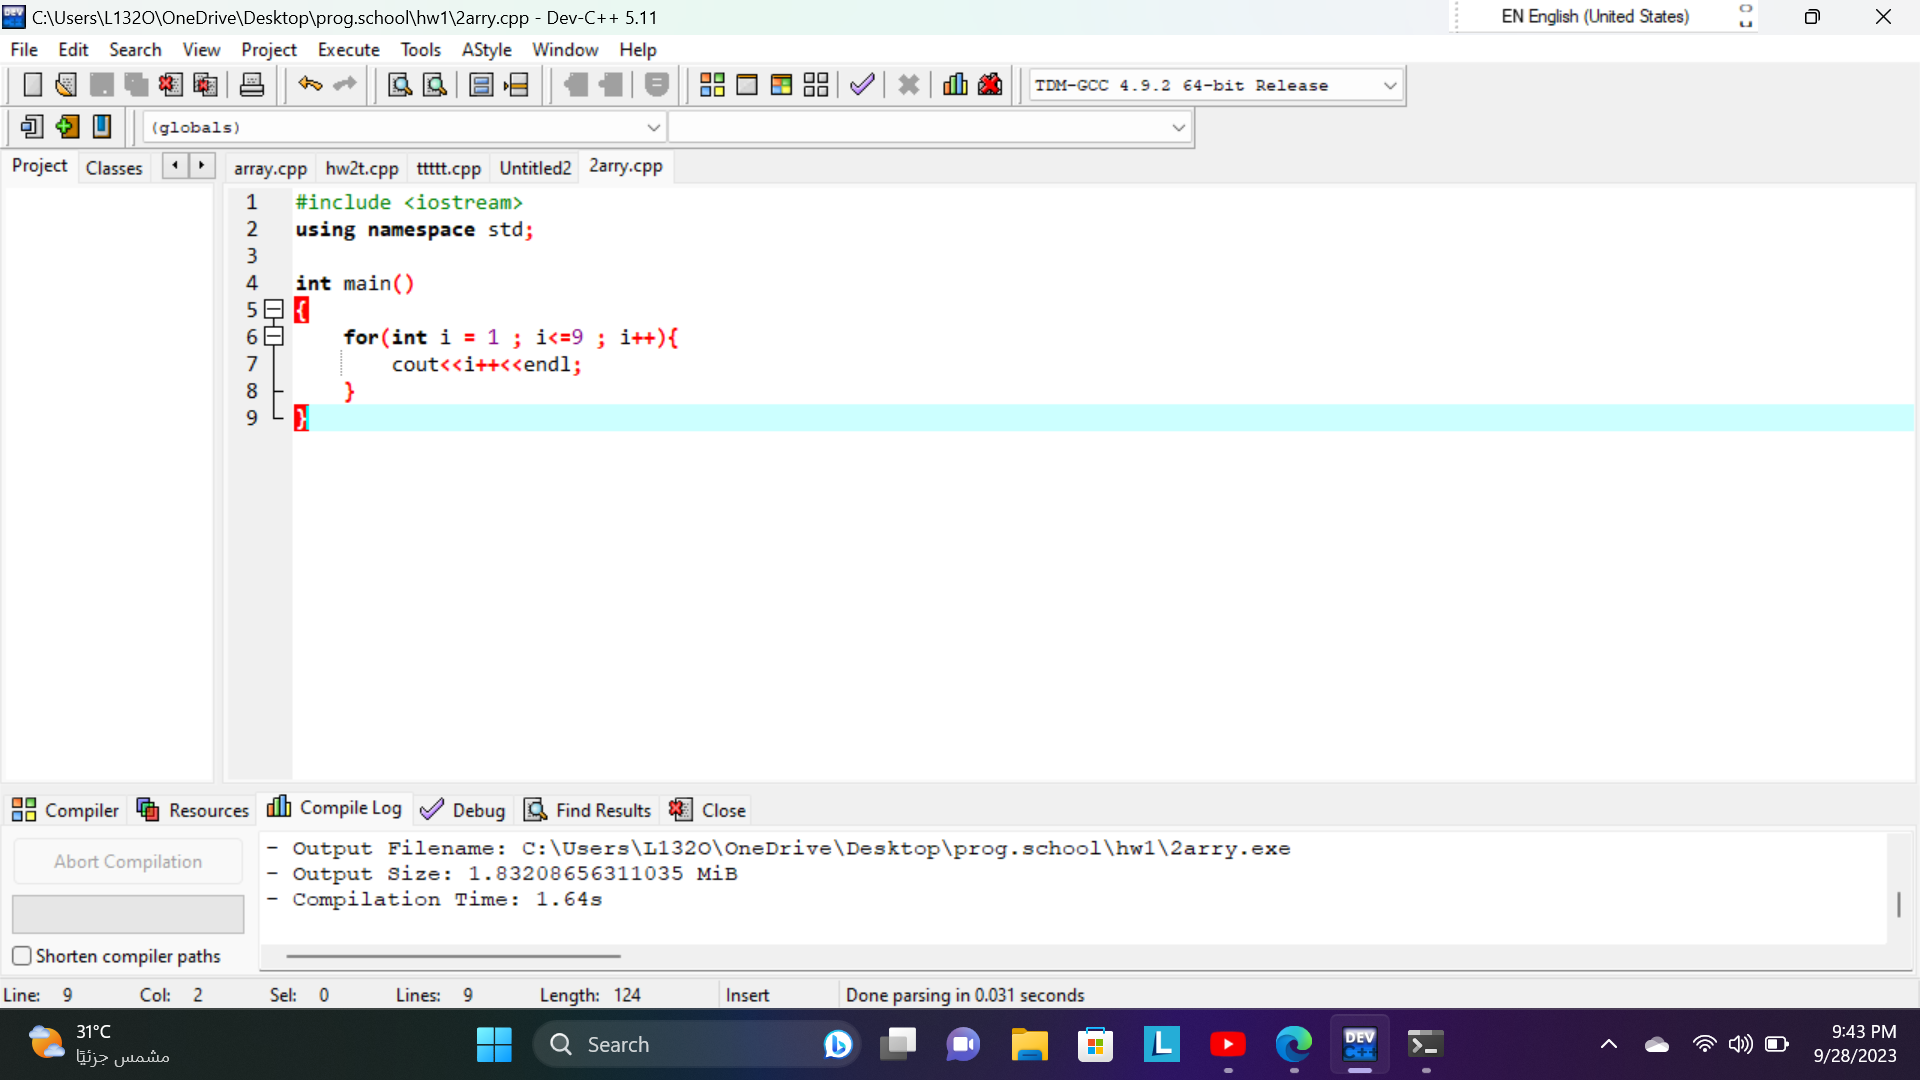 C:\Users\L132O\OneDrive\Desktop\prog.school\hw1\2arry.cpp - Dev-C++ 5.11
EN English (United States)
File Edit Search View Project Execute Tools AStyle Window Help
TDM-GCC 4.9.2 64-bit Release
(globals)
Project Classes array.cpp hw2t.cpp ttttt.cpp Untitled2 2arry.cpp
1 #include <iostream>
2 using namespace std;
3
4 int main()
5 {
6 for(int i = 1 ; i<=9 ; i++){
7 cout<<i++<<endl;
8 }
9 }
Compiler Resources Compile Log Debug Find Results Close
Abort Compilation
Shorten compiler paths
- Output Filename: C:\Users\L132O\OneDrive\Desktop\prog.school\hw1\2arry.exe
- Output Size: 1.83208656311035 MiB
- Compilation Time: 1.64s
Line: 9 Col: 2 Sel: 0 Lines: 9 Length: 124 Insert Done parsing in 0.031 seconds
31°C
مشمس جزئيًا
Search
L
DEV
C++
9:43 PM
9/28/2023